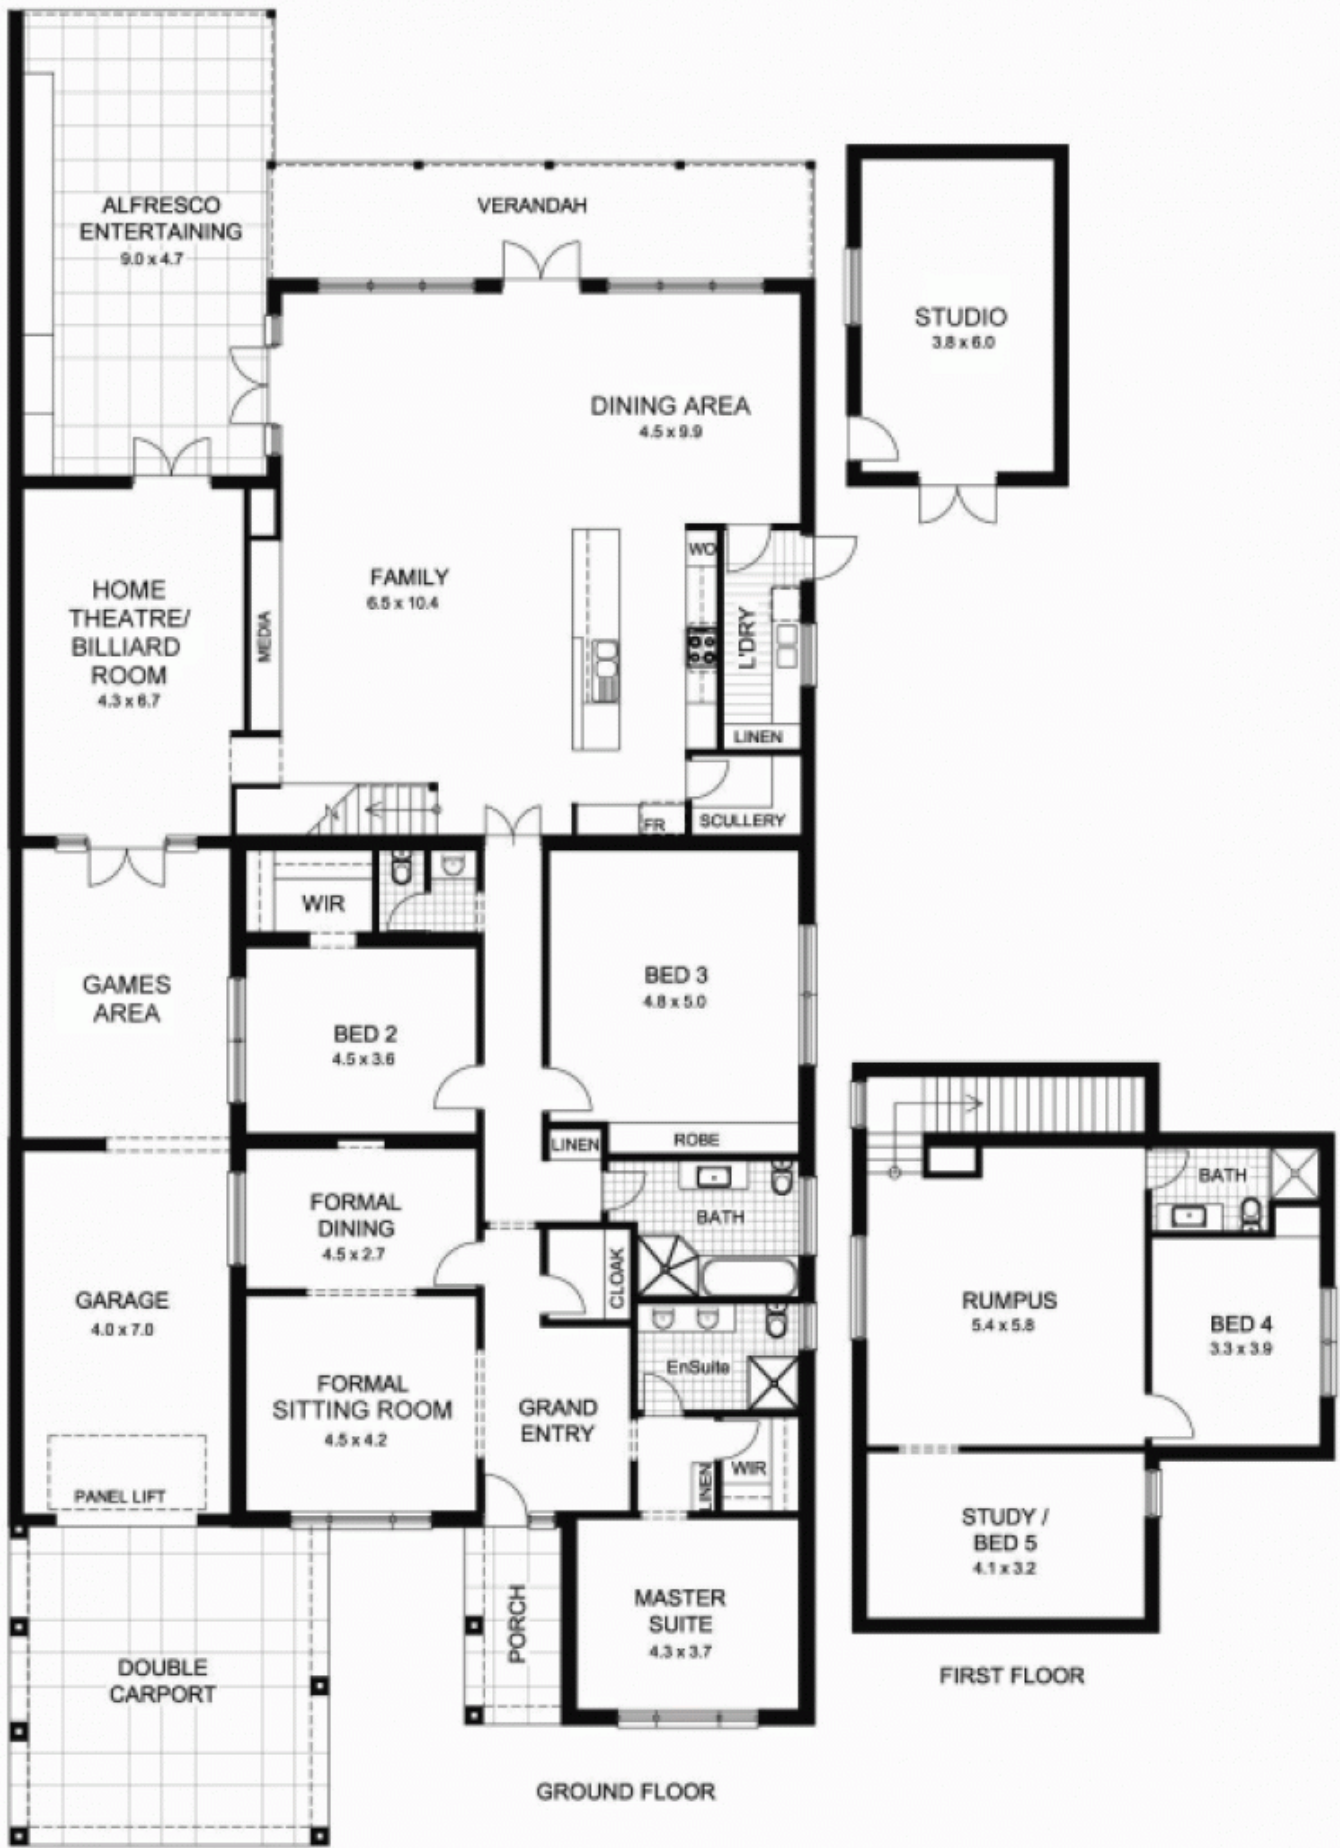 ALFRESCO
ENTERTAINING
9.0 x 4.7
VERANDAH
STUDIO
3.8 x 6.0
DINING AREA
4.5 x 9.9
HOME
THEATRE/
BILLIARD
ROOM
4.3 x 6.7
MEDIA
FAMILY
6.5 x 10.4
WO
L'DRY
LINEN
FR
SCULLERY
WIR
GAMES
AREA
BED 2
4.5 x 3.6
BED 3
4.8 x 5.0
LINEN
ROBE
FORMAL
DINING
4.5 x 2.7
BATH
CLOAK
GARAGE
4.0 x 7.0
PANEL LIFT
FORMAL
SITTING ROOM
4.5 x 4.2
GRAND
ENTRY
EnSuite
LINEN
WIR
PORCH
MASTER
SUITE
4.3 x 3.7
DOUBLE
CARPORT
GROUND FLOOR
BATH
RUMPUS
5.4 x 5.8
BED 4
3.3 x 3.9
STUDY /
BED 5
4.1 x 3.2
FIRST FLOOR